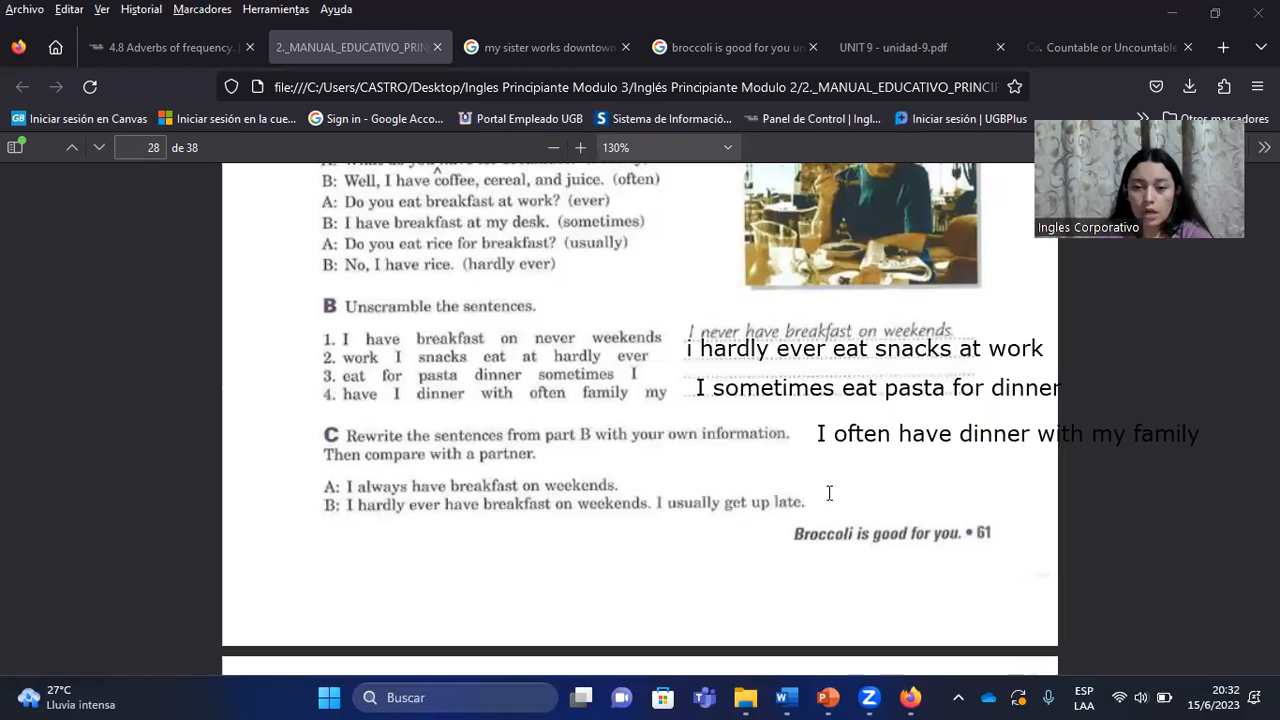 Archivo Editar Ver Historial Marcadores Herramientas Ayuda
4.8 Adverbs of frequency.
2._MANUAL_EDUCATIVO_PRIN
my sister works downtown
broccoli is good for you un
UNIT 9 - unidad-9.pdf
Countable or Uncountable
file:///C:/Users/CASTRO/Desktop/Ingles Principiante Modulo 3/Inglés Principiante Modulo 2/2._MANUAL_EDUCATIVO_PRINCIP
Iniciar sesión en Canvas
Iniciar sesión en la cue...
Sign in - Google Acco...
Portal Empleado UGB
Sistema de Informació...
Panel de Control | Ingl...
Iniciar sesión | UGBPlus
Otros marcadores
28 de 38
130%
B: Well, I have coffee, cereal, and juice. (often)
A: Do you eat breakfast at work? (ever)
B: I have breakfast at my desk. (sometimes)
A: Do you eat rice for breakfast? (usually)
B: No, I have rice. (hardly ever)
Ingles Corporativo
B Unscramble the sentences.
1. I have breakfast on never weekends I never have breakfast on weekends.
i hardly ever eat snacks at work
2. work I snacks eat at hardly ever
3. eat for pasta dinner sometimes I
I sometimes eat pasta for dinner
4. have I dinner with often family my
C Rewrite the sentences from part B with your own information.
I often have dinner with my family
Then compare with a partner.
A: I always have breakfast on weekends.
B: I hardly ever have breakfast on weekends. I usually get up late.
Broccoli is good for you. • 61
27°C
Lluvia intensa
Buscar
ESP
LAA
20:32
15/6/2023